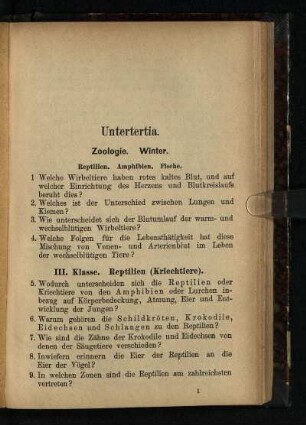 Untertertia.
Zoologie. Winter.
Reptilien. Amphibien. Fische.
1 Welche Wirbeltiere haben rotes kaltes Blut, und auf
welcher Einrichtung des Herzens und Blutkreislaufs
beruht dies?
2. Welches ist der Unterschied zwischen Lungen und
Kiemen?
3. Wie unterscheidet sich der Blutumlauf der warm- und
wechselblütigen Wirbeltiere?
4. Welche Folgen für die Lebensthätigkeit hat diese
Mischung von Venen- und Arterienblut im Leben
der wechselblütigen Tiere?
III. Klasse. Reptilien (Kriechtiere).
5. Wodurch unterscheiden sich die Reptilien oder
Kriechtiere von den Amphibien oder Lurchen in
bezug auf Körperbedeckung, Atmung, Eier und Ent-
wicklung der Jungen?
6. Warum gehören die Schildkröten, Krokodile,
Eidechsen und Schlangen zu den Reptilien?
7. Wie sind die Zähne der Krokodile und Eidechsen von
denen der Säugetiere verschieden?
8. Inwiefern erinnern die Eier der Reptilien an die
Eier der Vögel?
9. In welchen Zonen sind die Reptilien am zahlreichsten
vertreten?
1